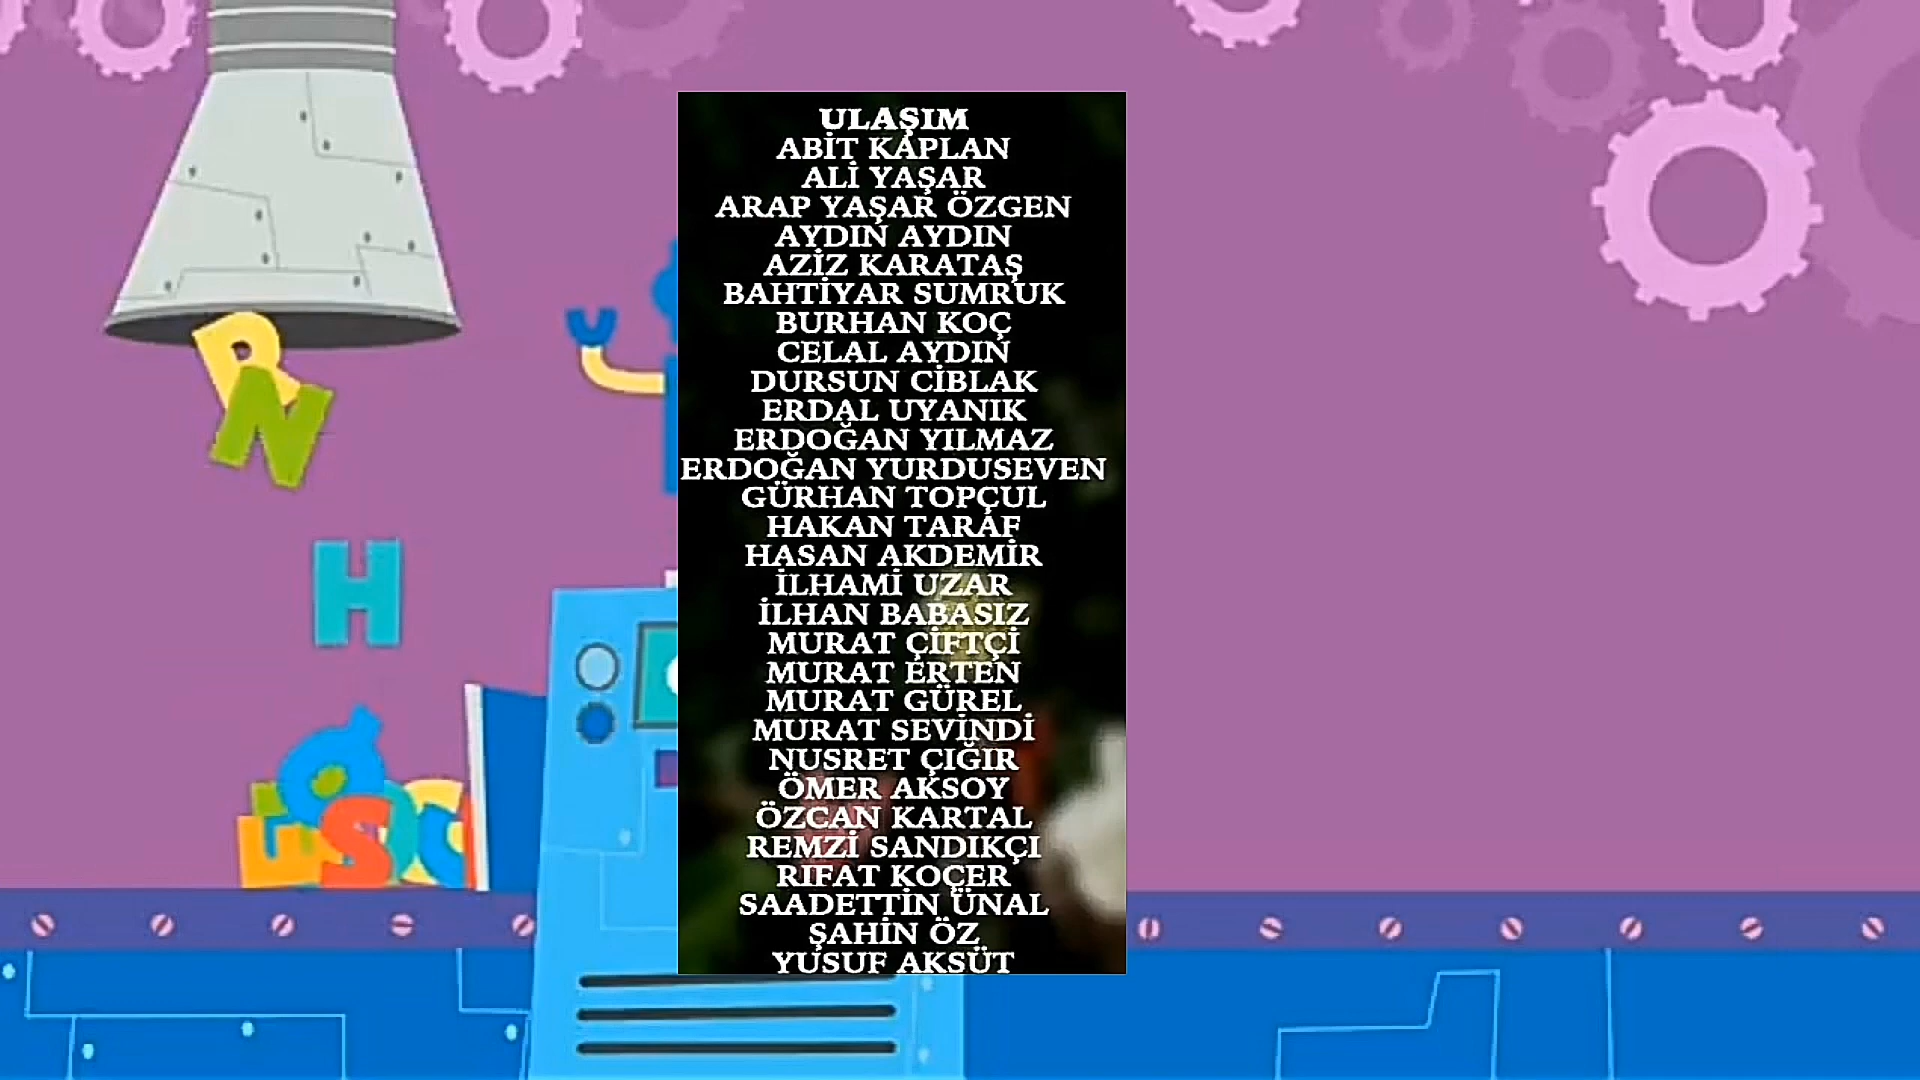 ULAŞIM
ABİT KAPLAN
ALİ YAŞAR
ARAP YAŞAR ÖZGEN
AYDIN AYDIN
AZİZ KARATAŞ
BAHTİYAR SUMRUK
BURHAN KOÇ
CELAL AYDIN
DURSUN CİBLAK
ERDAL UYANIK
ERDOĞAN YILMAZ
ERDOĞAN YURDUSEVEN
GÜRHAN TOPÇUL
HAKAN TARAF
HASAN AKDEMİR
İLHAMİ UZAR
İLHAN BABASIZ
MURAT ÇİFTÇİ
MURAT ERTEN
MURAT GÜREL
MURAT SEVİNDİ
NUSRET ÇIĞIR
ÖMER AKSOY
ÖZCAN KARTAL
REMZİ SANDIKÇI
RIFAT KOÇER
SAADETTİN ÜNAL
ŞAHİN ÖZ
YUSUF AKSÜT
R
N
H
Q
E
S
C